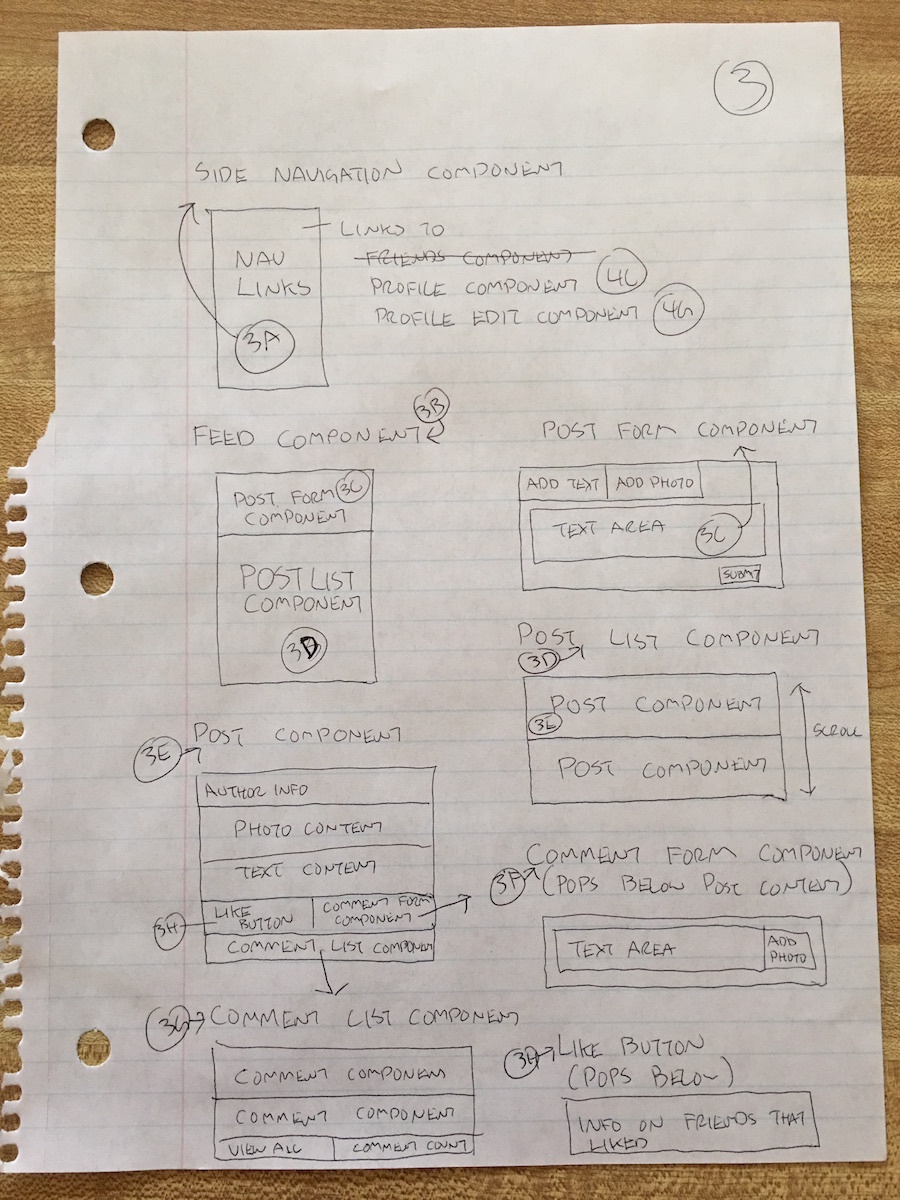 3
SIDE NAVIGATION COMPONENT
NAV
LINKS
3A
LINKS TO
FRIENDS COMPONENT
PROFILE COMPONENT 4C
PROFILE EDIT COMPONENT 4G
3B
FEED COMPONENT
POST FORM 3C
COMPONENT
POST LIST
COMPONENT
3D
POST FORM COMPONENT
ADD TEXT ADD PHOTO
TEXT AREA 3C
SUBMIT
POST LIST COMPONENT
3D
POST COMPONENT
3E
POST COMPONENT
SCROLL
3E POST COMPONENT
AUTHOR INFO
PHOTO CONTENT
TEXT CONTENT
LIKE
BUTTON
COMMENT FORM
COMPONENT
3H
COMMENT LIST COMPONENT
COMMENT FORM COMPONENT
3F (POPS BELOW POST CONTENT)
TEXT AREA
ADD
PHOTO
3G COMMENT LIST COMPONENT
COMMENT COMPONENT
COMMENT COMPONENT
VIEW ALL COMMENT COUNT
3H LIKE BUTTON
(POPS BELOW)
INFO ON FRIENDS THAT
LIKED